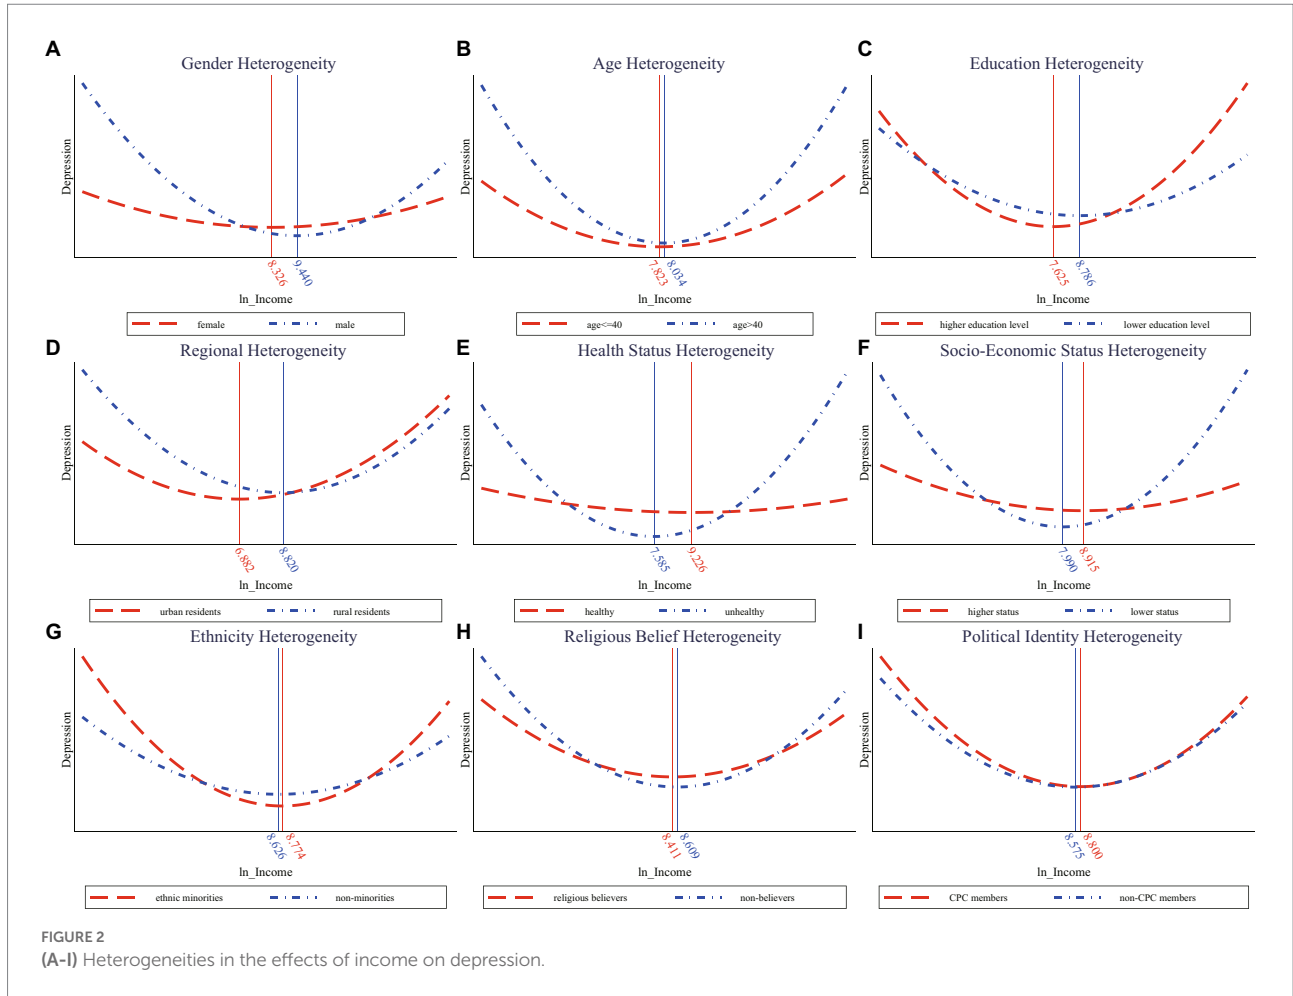 A
Gender Heterogeneity
Depression
8.326
9.440
ln_Income
female
male
B
Age Heterogeneity
Depression
7.823
8.034
ln_Income
age<=40
age>40
C
Education Heterogeneity
Depression
7.625
8.786
ln_Income
higher education level
lower education level
D
Regional Heterogeneity
Depression
6.882
8.820
ln_Income
urban residents
rural residents
E
Health Status Heterogeneity
Depression
7.585
9.226
ln_Income
healthy
unhealthy
F
Socio-Economic Status Heterogeneity
Depression
7.990
8.915
ln_Income
higher status
lower status
G
Ethnicity Heterogeneity
Depression
8.626
8.774
ln_Income
ethnic minorities
non-minorities
H
Religious Belief Heterogeneity
Depression
8.411
8.609
ln_Income
religious believers
non-believers
I
Political Identity Heterogeneity
Depression
8.575
8.800
ln_Income
CPC members
non-CPC members
FIGURE 2
(A-I) Heterogeneities in the effects of income on depression.